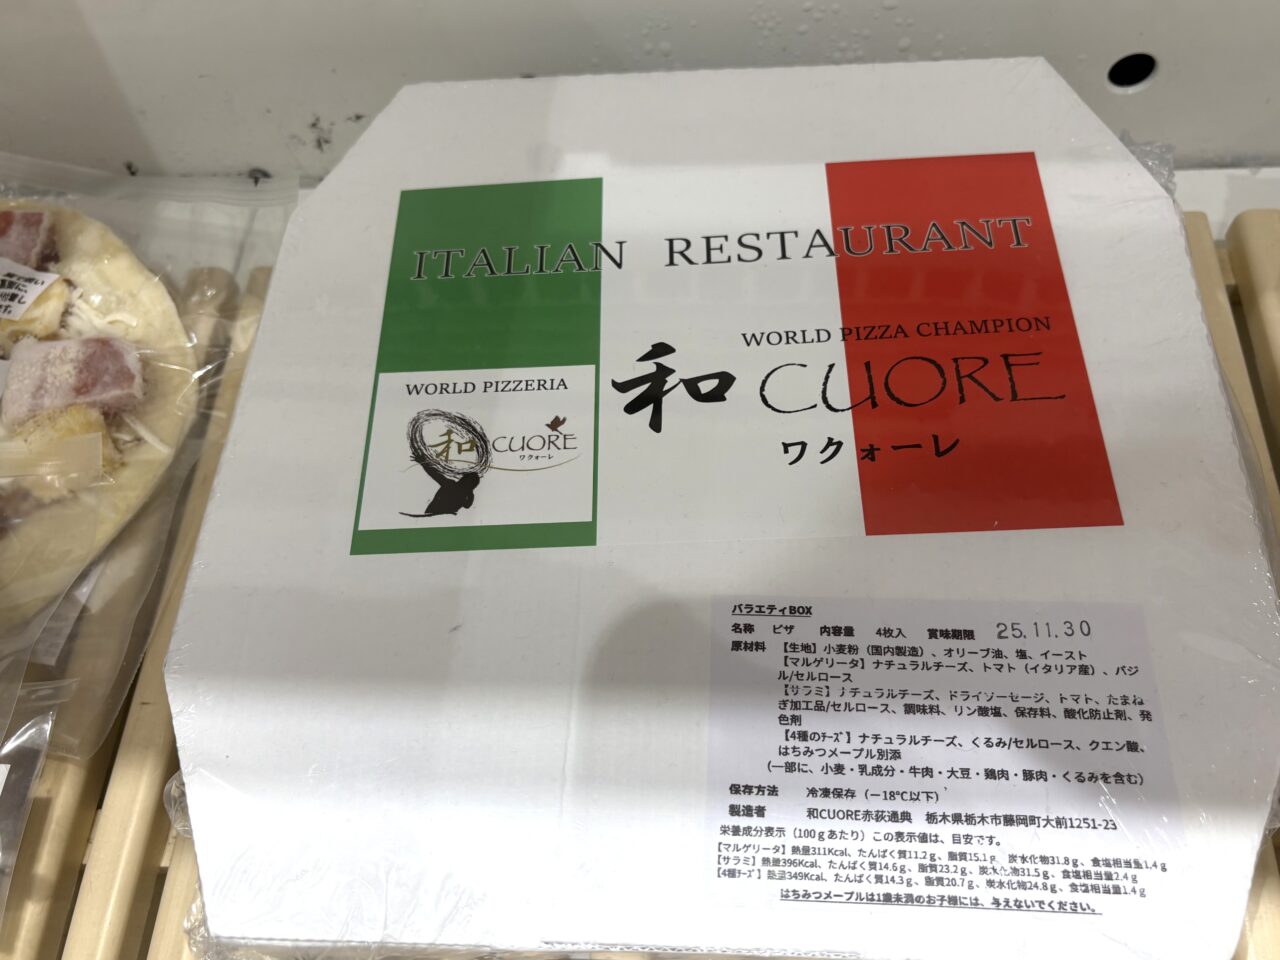 ITALIAN RESTAURANT
WORLD PIZZA CHAMPION
和 CUORE
ワクォーレ
WORLD PIZZERIA
和 CUORE
ワクォーレ
バラエティBOX
名称 ピザ 内容量 4枚入 賞味期限 25.11.30
原材料 【生地】小麦粉（国内製造）、オリーブ油、塩、イースト
【マルゲリータ】ナチュラルチーズ、トマト（イタリア産）、バジ
ル/セルロース
【サラミ】ナチュラルチーズ、ドライソーセージ、トマト、たまね
ぎ加工品/セルロース、調味料、リン酸塩、保存料、酸化防止剤、発
色剤
【4種のﾁｰｽﾞ】ナチュラルチーズ、くるみ/セルロース、クエン酸、
はちみつメープル別添
（一部に、小麦・乳成分・牛肉・大豆・鶏肉・豚肉・くるみを含む）
保存方法 冷凍保存（－18℃以下）
製造者 和CUORE赤荻通典 栃木県栃木市藤岡町大前1251-23
栄養成分表示（100ｇあたり）この表示値は、目安です。
【マルゲリータ】熱量311Kcal、たんぱく質11.2ｇ、脂質15.1ｇ、炭水化物31.8ｇ、食塩相当量1.4ｇ
【サラミ】熱量396Kcal、たんぱく質14.6ｇ、脂質23.2ｇ、炭水化物31.5ｇ、食塩相当量2.4ｇ
【4種ﾁｰｽﾞ】熱量349Kcal、たんぱく質14.3ｇ、脂質20.7ｇ、炭水化物24.8ｇ、食塩相当量1.4ｇ
はちみつメープルは1歳未満のお子様には、与えないでください。